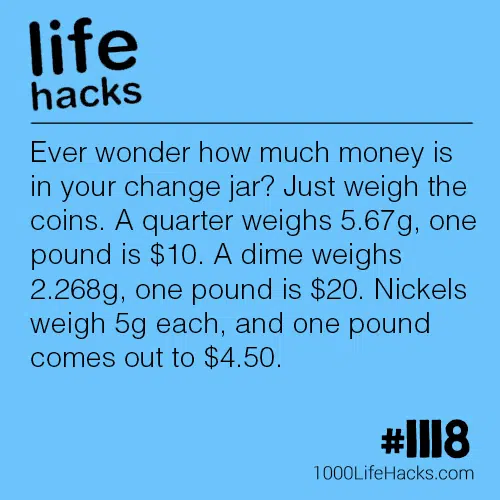 life
hacks
Ever wonder how much money is
in your change jar? Just weigh the
coins. A quarter weighs 5.67g, one
pound is $10. A dime weighs
2.268g, one pound is $20. Nickels
weigh 5g each, and one pound
comes out to $4.50.
#1118
1000LifeHacks.com